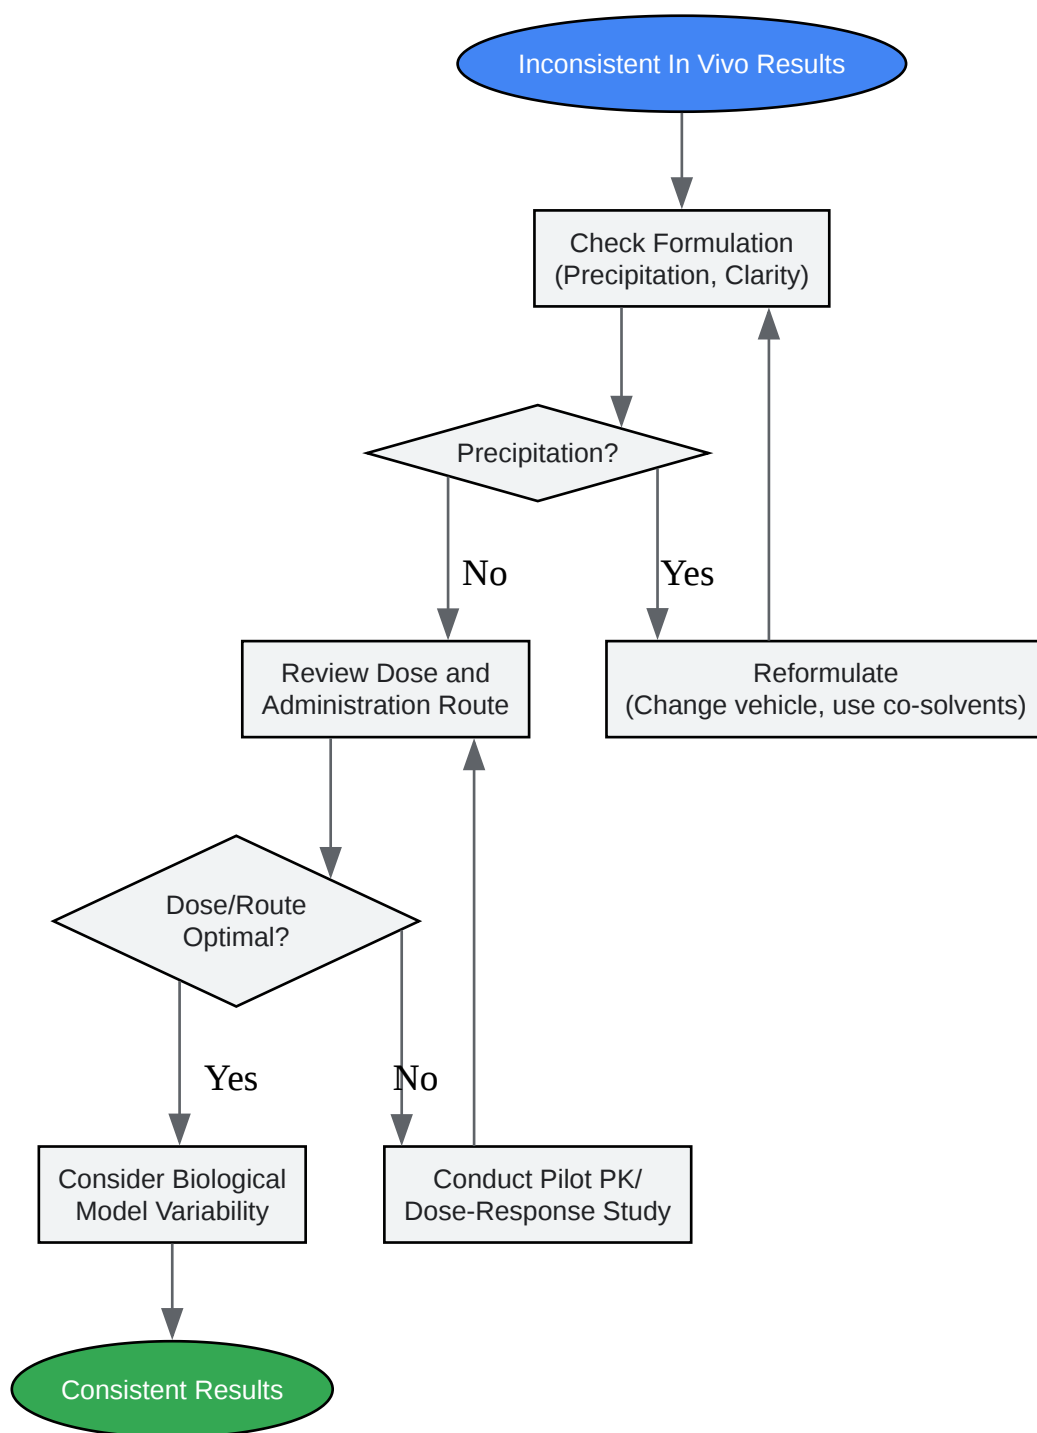 Inconsistent In Vivo Results
Check Formulation
(Precipitation, Clarity)
Precipitation?
No
Yes
Review Dose and
Administration Route
Reformulate
(Change vehicle, use co-solvents)
Dose/Route
Optimal?
Yes
No
Consider Biological
Model Variability
Conduct Pilot PK/
Dose-Response Study
Consistent Results